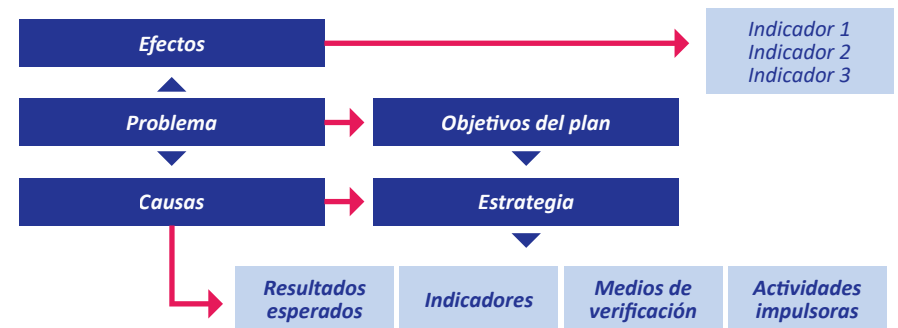 Efectos
Indicador 1
Indicador 2
Indicador 3
Problema
Objetivos del plan
Causas
Estrategia
Resultados
esperados
Indicadores
Medios de
verificación
Actividades
impulsoras